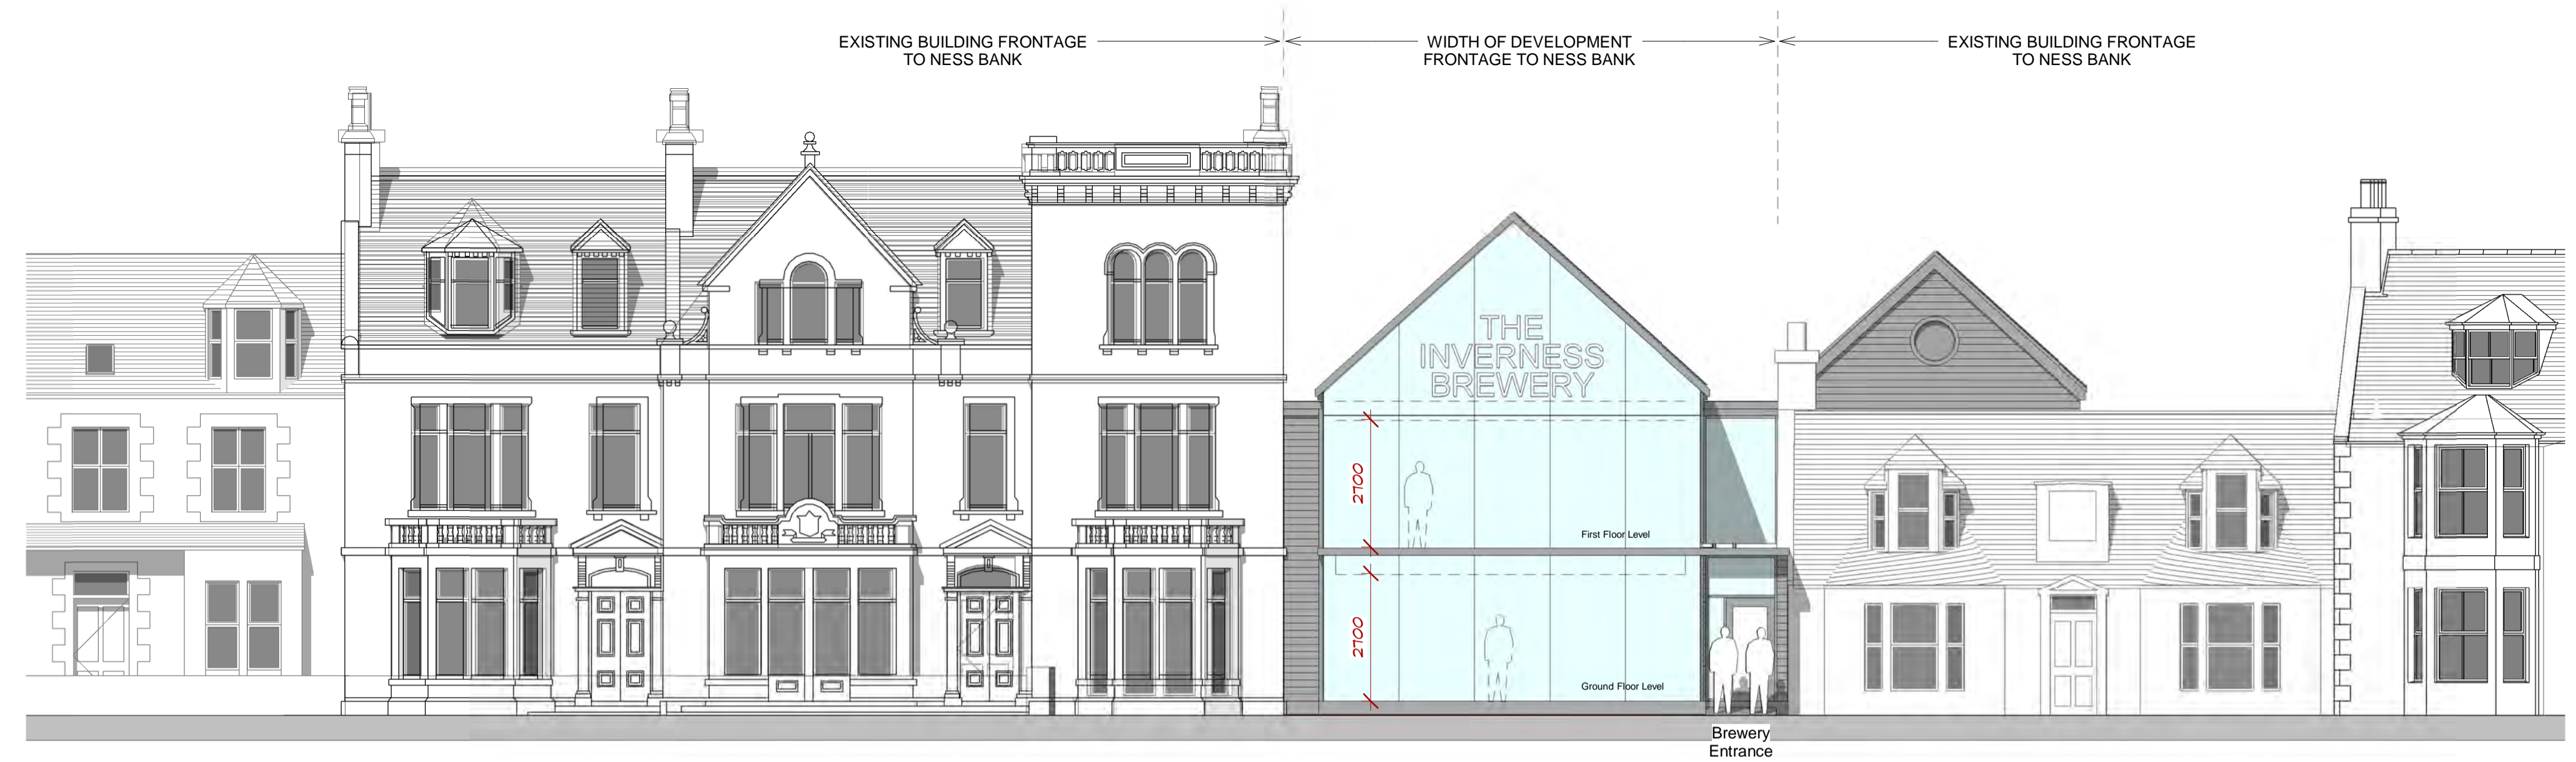 EXISTING BUILDING FRONTAGE
TO NESS BANK
WIDTH OF DEVELOPMENT
FRONTAGE TO NESS BANK
EXISTING BUILDING FRONTAGE
TO NESS BANK
THE
INVERNESS
BREWERY
2700
First Floor Level
2700
Ground Floor Level
Brewery
Entrance